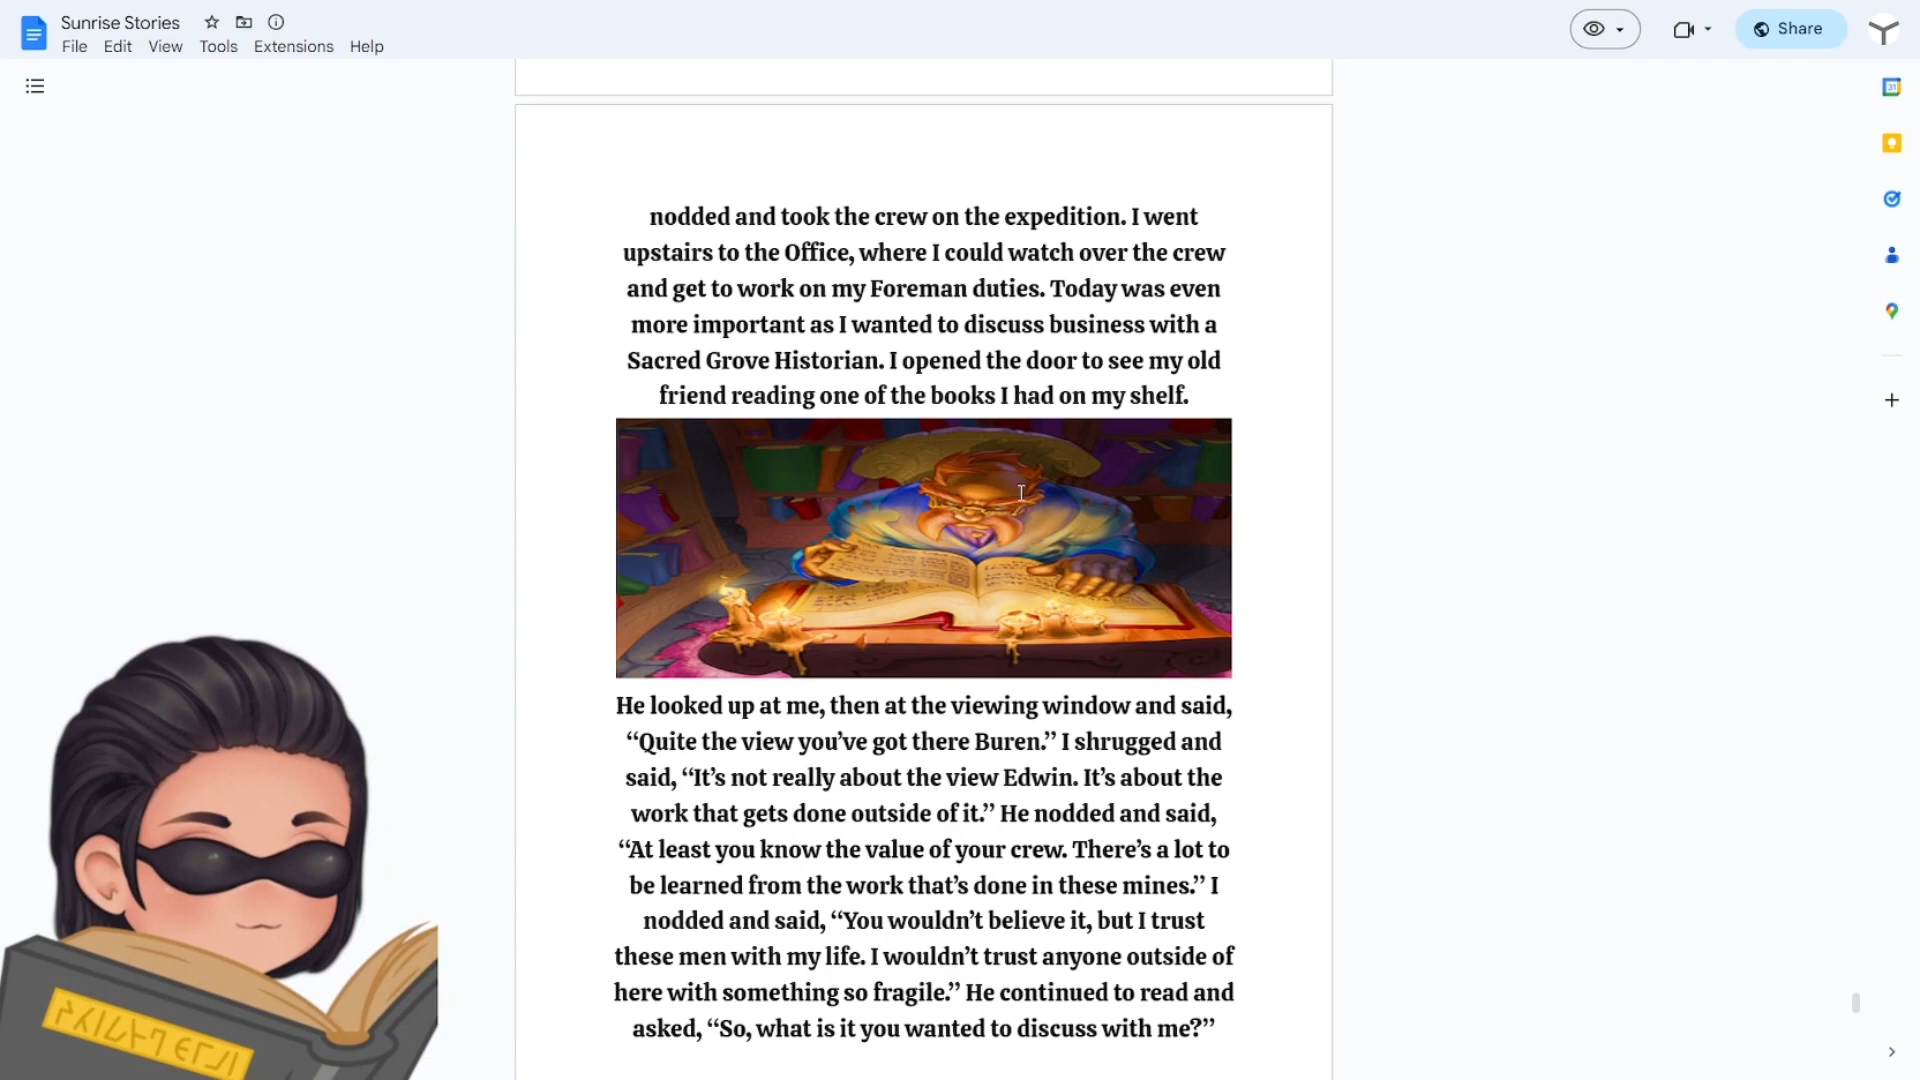 Sunrise Stories
File Edit View Tools Extensions Help
Share
31
nodded and took the crew on the expedition. I went
upstairs to the Office, where I could watch over the crew
and get to work on my Foreman duties. Today was even
more important as I wanted to discuss business with a
Sacred Grove Historian. I opened the door to see my old
friend reading one of the books I had on my shelf.
He looked up at me, then at the viewing window and said,
“Quite the view you’ve got there Buren.” I shrugged and
said, “It’s not really about the view Edwin. It’s about the
work that gets done outside of it.” He nodded and said,
“At least you know the value of your crew. There’s a lot to
be learned from the work that’s done in these mines.” I
nodded and said, “You wouldn’t believe it, but I trust
these men with my life. I wouldn’t trust anyone outside of
here with something so fragile.” He continued to read and
asked, “So, what is it you wanted to discuss with me?”